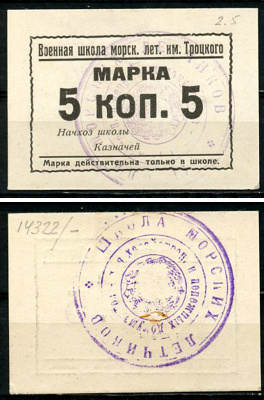 2.5
Военная школа морск. лет. им. Троцкого
МАРКА
5 КОП. 5
Начхоз школы
Казначей
Марка действительна только в школе.
14322/-
ШКОЛА МОРСКИХ ЛЕТЧИКОВ